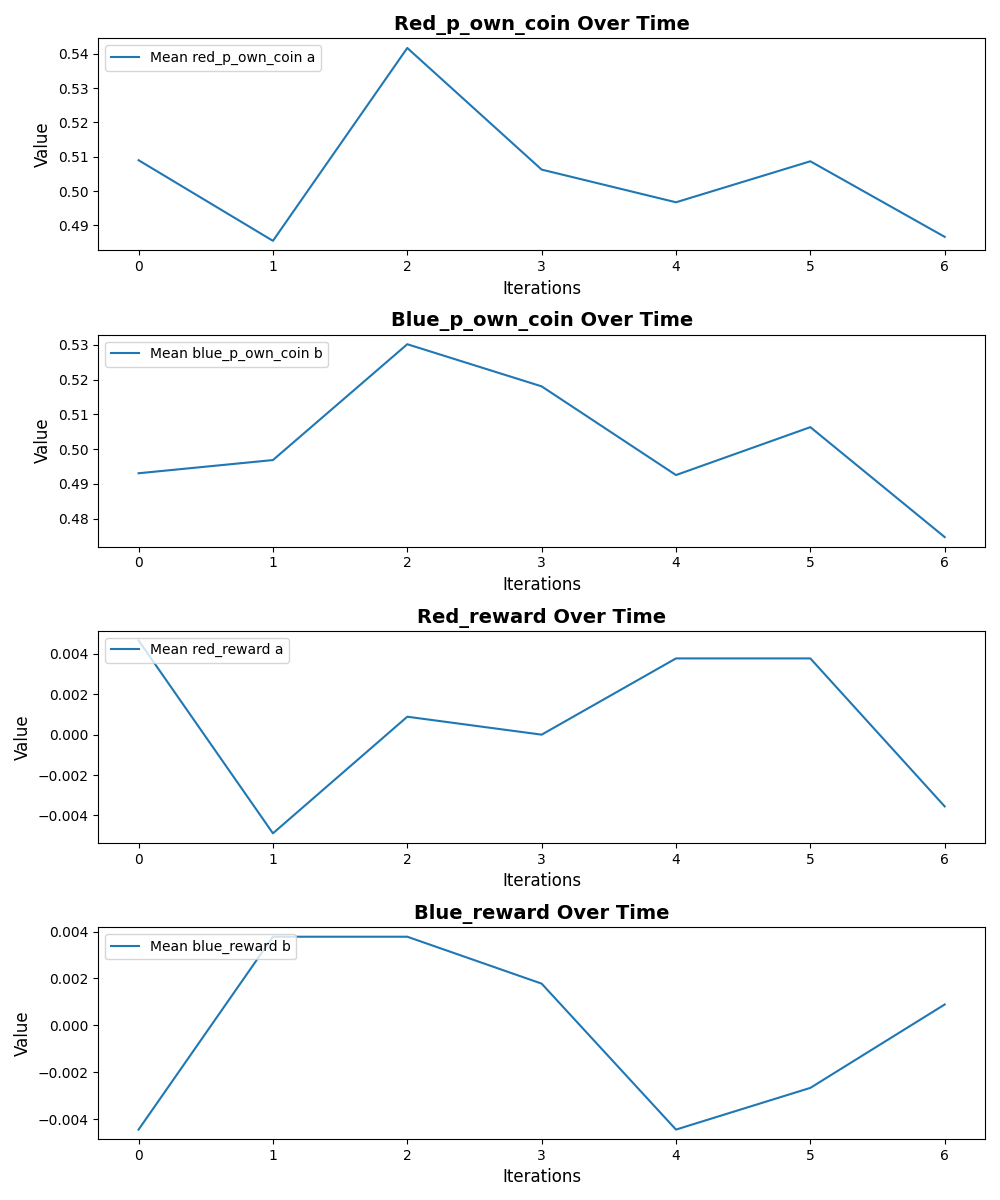 Red_p_own_coin Over Time
Mean red_p_own_coin a
0.54
0.53
0.52
0.51
0.50
0.49
Value
0 1 2 3 4 5 6
Iterations
Blue_p_own_coin Over Time
Mean blue_p_own_coin b
0.53
0.52
0.51
0.50
0.49
0.48
Value
0 1 2 3 4 5 6
Iterations
Red_reward Over Time
Mean red_reward a
0.004
0.002
0.000
−0.002
−0.004
Value
0 1 2 3 4 5 6
Iterations
Blue_reward Over Time
Mean blue_reward b
0.004
0.002
0.000
−0.002
−0.004
Value
0 1 2 3 4 5 6
Iterations